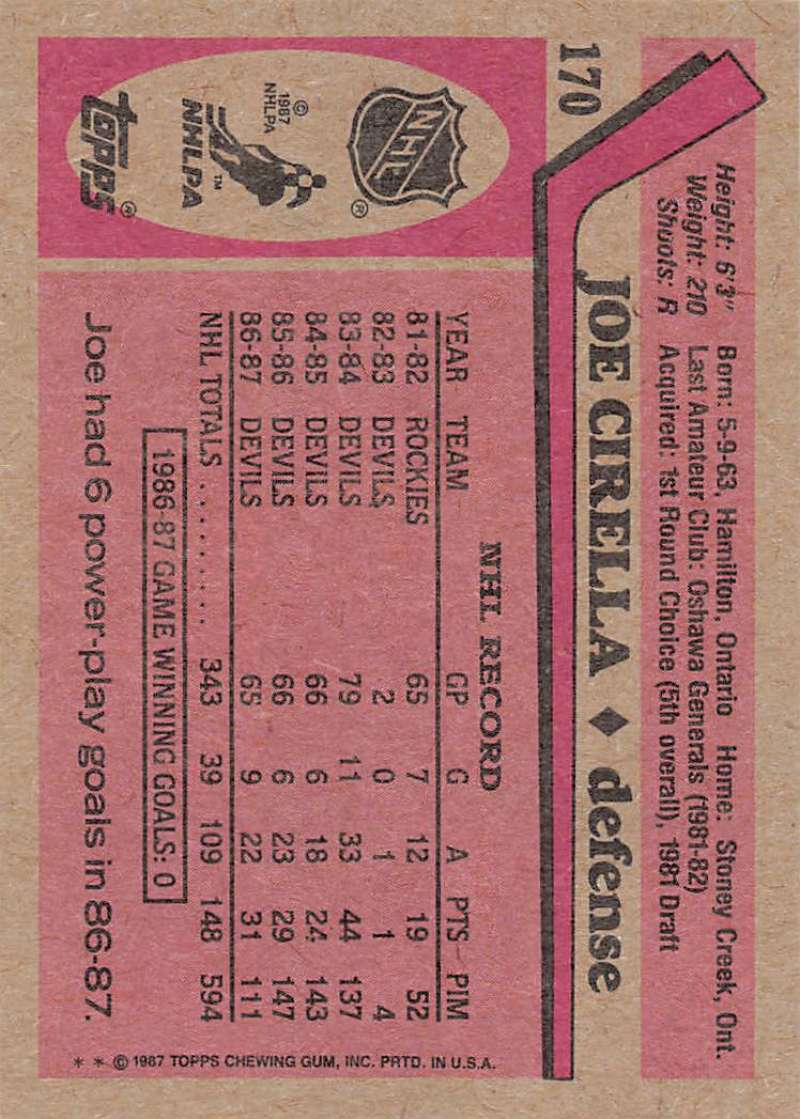 170
Height: 6'3" Born: 5-9-63, Hamilton, Ontario Home: Stoney Creek, Ont.
Weight: 210 Last Amateur Club: Oshawa Generals (1981-82)
Shoots: R Acquired: 1st Round Choice (5th overall), 1981 Draft
JOE CIRELLA ♦ defense
NHL
®
© 1987 NHLPA
NHLPA
TM
TOPPS
®
NHL RECORD
YEAR TEAM GP G A PTS PIM
81-82 ROCKIES 65 7 12 19 52
82-83 DEVILS 2 0 1 1 4
83-84 DEVILS 79 11 33 44 137
84-85 DEVILS 66 6 18 24 143
85-86 DEVILS 66 6 23 29 147
86-87 DEVILS 65 9 22 31 111
NHL TOTALS .......... 343 39 109 148 594
1986-87 GAME WINNING GOALS: 0
Joe had 6 power-play goals in 86-87.
* * © 1987 TOPPS CHEWING GUM, INC. PRTD. IN U.S.A.